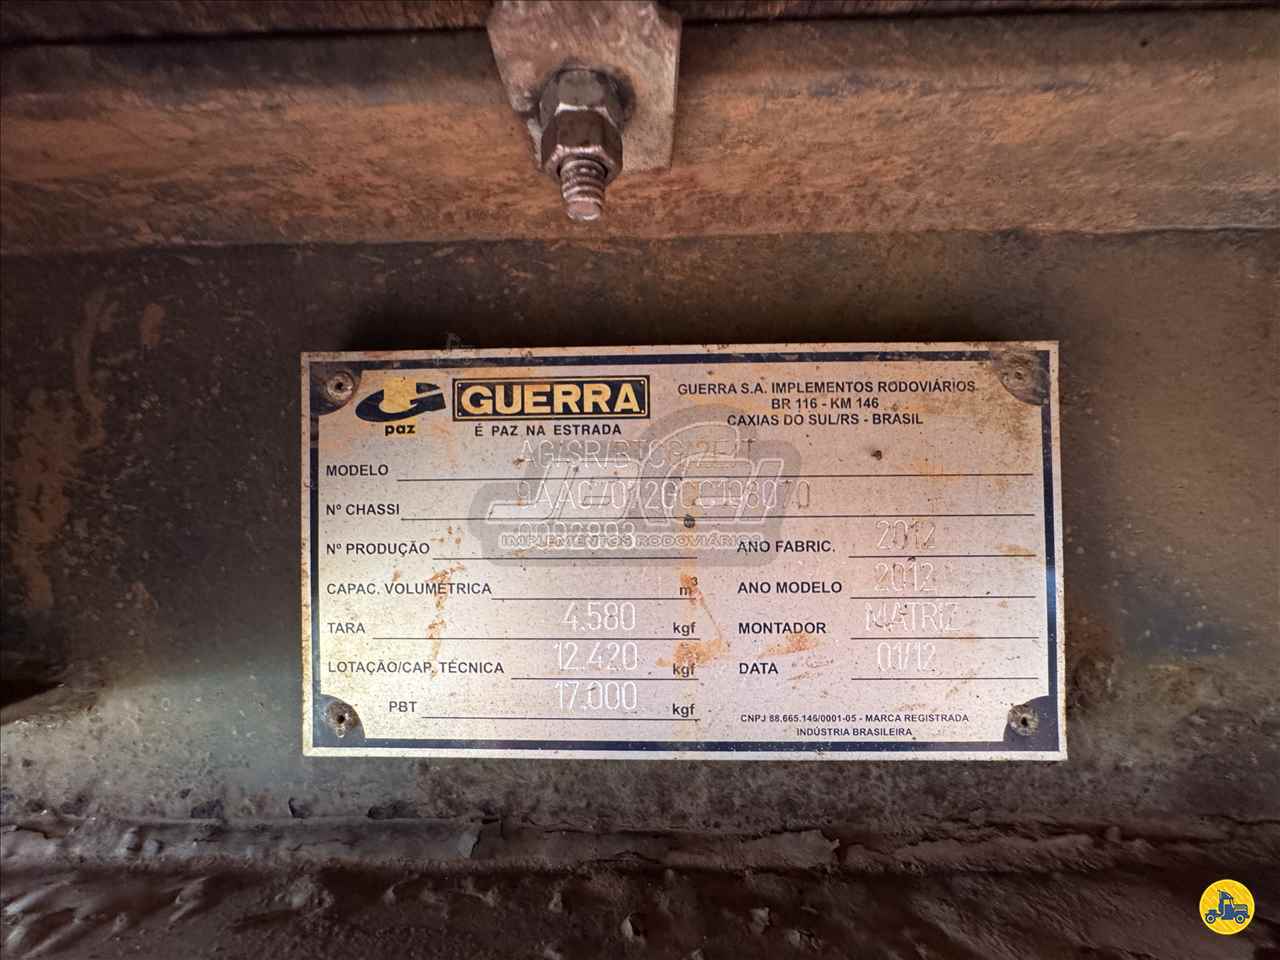 GUERRA
paz
É PAZ NA ESTRADA
GUERRA S.A. IMPLEMENTOS RODOVIÁRIOS
BR 116 - KM 146
CAXIAS DO SUL/RS - BRASIL
MODELO
Nº CHASSI
Nº PRODUÇÃO
IMPLEMENTOS RODOVIÁRIOS
ANO FABRIC. 2012
CAPAC. VOLUMÉTRICA m³
ANO MODELO 2012
TARA 4.580 kgf
MONTADOR MATRIZ
LOTAÇÃO/CAP. TÉCNICA 12.420 kgf
DATA 01/12
PBT 17.000 kgf
CNPJ 88.665.146/0001-05 - MARCA REGISTRADA
INDÚSTRIA BRASILEIRA